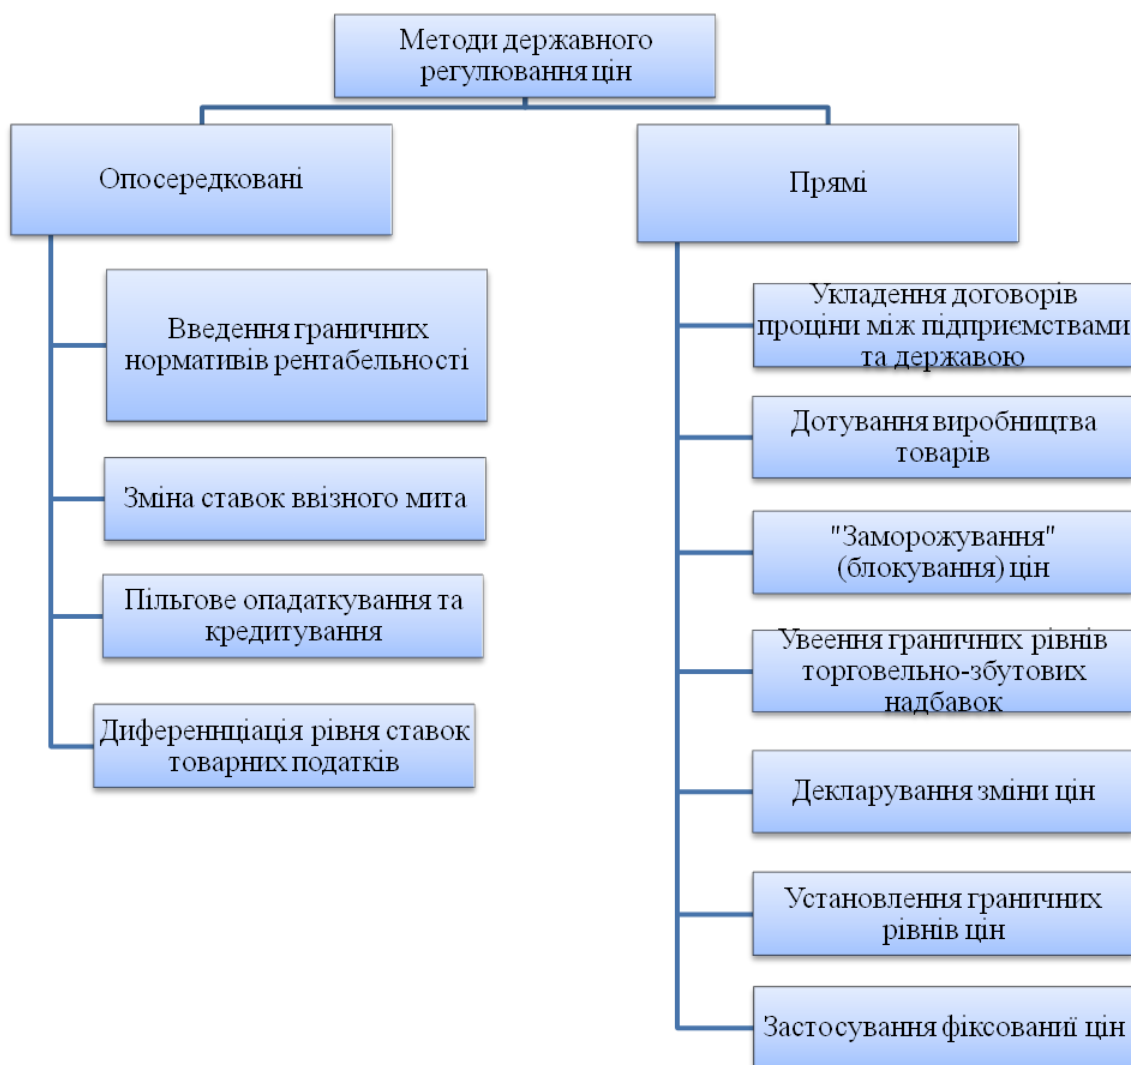 Методи державного
регулювання цін
Опосередковані
Введення граничних
нормативів рентабельності
Зміна ставок ввізного мита
Пільгове опадаткування та
кредитування
Диференнціація рівня ставок
товарних податків
Прямі
Укладення договорів
проціни між підприємствами
та державою
Дотування виробництва
товарів
"Заморожування"
(блокування) цін
Увеення граничних рівнів
торговельно-збутових
надбавок
Декларування зміни цін
Установлення граничних
рівнів цін
Застосування фіксованиї цін